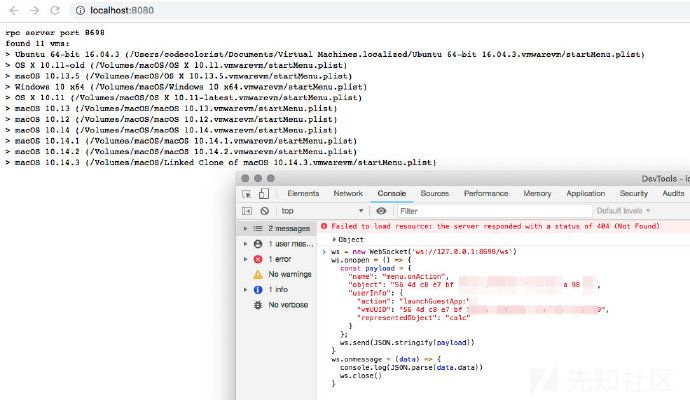 localhost:8080
rpc server port 8698
found 11 vms:
> Ubuntu 64-bit 16.04.3 (/Users/codecolorist/Documents/Virtual Machines.localized/Ubuntu 64-bit 16.04.3.vmwarevm/startMenu.plist)
> OS X 10.11-old (/Volumes/macOS/OS X 10.11.vmwarevm/startMenu.plist)
> macOS 10.13.5 (/Volumes/macOS/macOS 10.13.5.vmwarevm/startMenu.plist)
> Windows 10 x64 (/Volumes/macOS/Windows 10 x64.vmwarevm/startMenu.plist)
> OS X 10.11 (/Volumes/macOS/OS X 10.11-latest.vmwarevm/startMenu.plist)
> macOS 10.13 (/Volumes/macOS/macOS 10.13.vmwarevm/startMenu.plist)
> macOS 10.12 (/Volumes/macOS/macOS 10.12.vmwarevm/startMenu.plist)
> macOS 10.14 (/Volumes/macOS/macOS 10.14.vmwarevm/startMenu.plist)
> macOS 10.14.1 (/Volumes/macOS/macOS 10.14.1.vmwarevm/startMenu.plist)
> macOS 10.14.2 (/Volumes/macOS/macOS 10.14.2.vmwarevm/startMenu.plist)
> macOS 10.14.3 (/Volumes/macOS/Linked Clone of macOS 10.14.3.vmwarevm/startMenu.plist)
DevTools - l
Elements Network Console Sources Performance Memory Application Security Audits
top Filter Default levels
2 messages
1 user mes...
1 error
No warnings
1 info
No verbose
Failed to load resource: the server responded with a status of 404 (Not Found)
Object
> ws = new WebSocket('ws://127.0.0.1:8698/ws')
ws.onopen = () => {
const payload = {
"name": "menu.onAction",
"object": "56 4d c8 e7 bf a 98
"userInfo": {
"action": "launchGuestApp:"
"vmUUID": "56 4d c8 e7 bf
"representedObject": "calc"
}
};
ws.send(JSON.stringify(payload))
}
ws.onmessage = (data) => {
console.log(JSON.parse(data.data))
ws.close()
}
先知社区